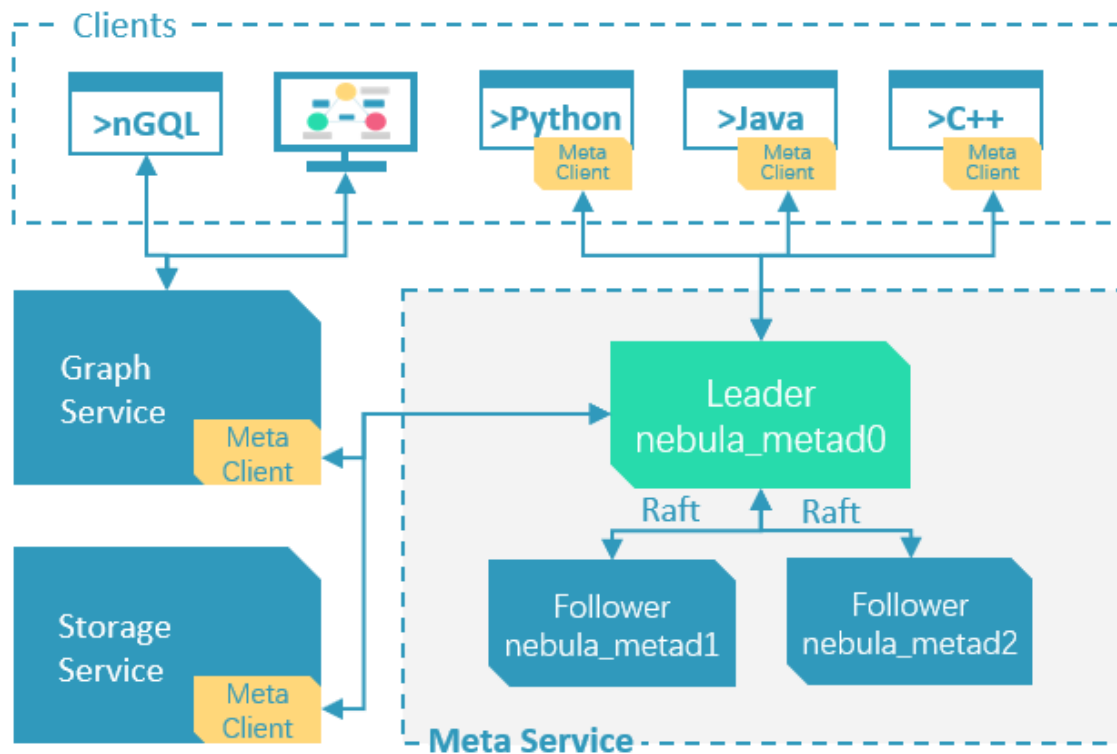 Clients
>nGQL
>Python
Meta
Client
>Java
Meta
Client
>C++
Meta
Client
Graph
Service
Meta
Client
Leader
nebula_metad0
Raft
Raft
Follower
nebula_metad1
Follower
nebula_metad2
Storage
Service
Meta
Client
Meta Service